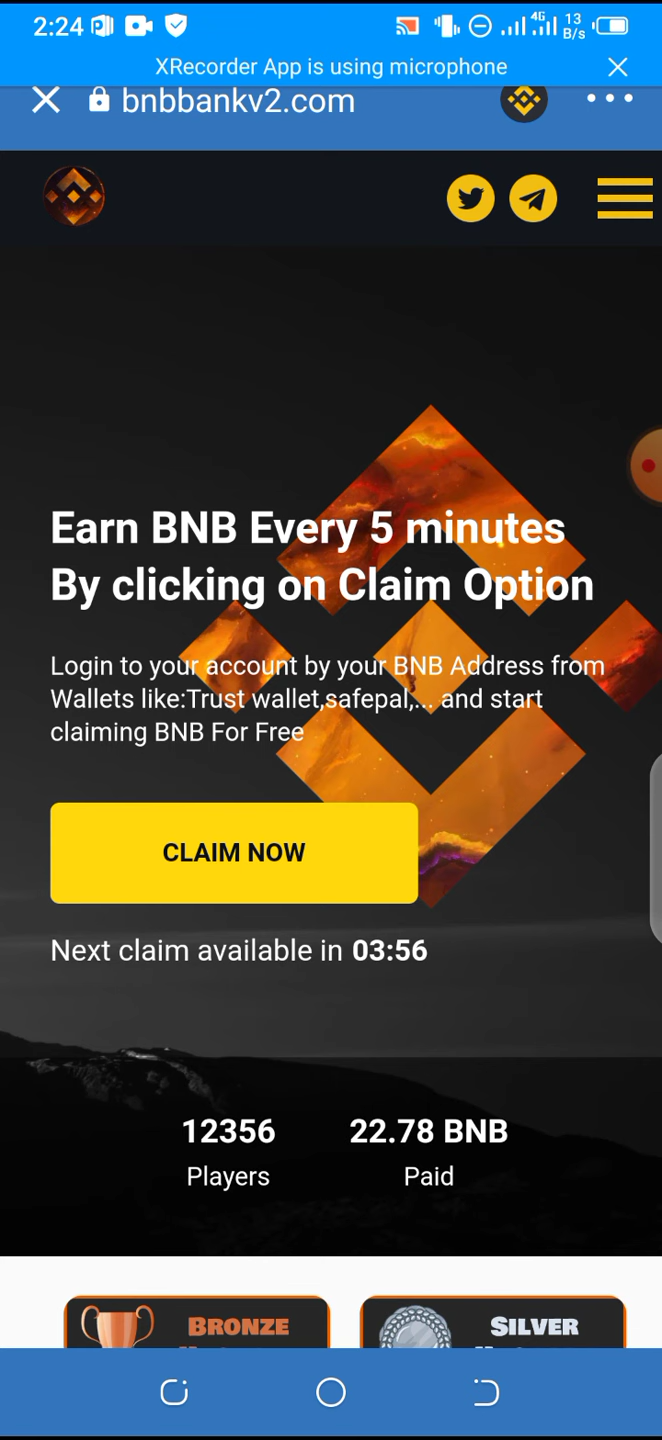 2:24
4G
13
B/s
XRecorder App is using microphone
bnbbankv2.com
Earn BNB Every 5 minutes
By clicking on Claim Option
Login to your account by your BNB Address from
Wallets like:Trust wallet,safepal,... and start
claiming BNB For Free
CLAIM NOW
Next claim available in 03:56
12356
22.78 BNB
Players
Paid
BRONZE
SILVER